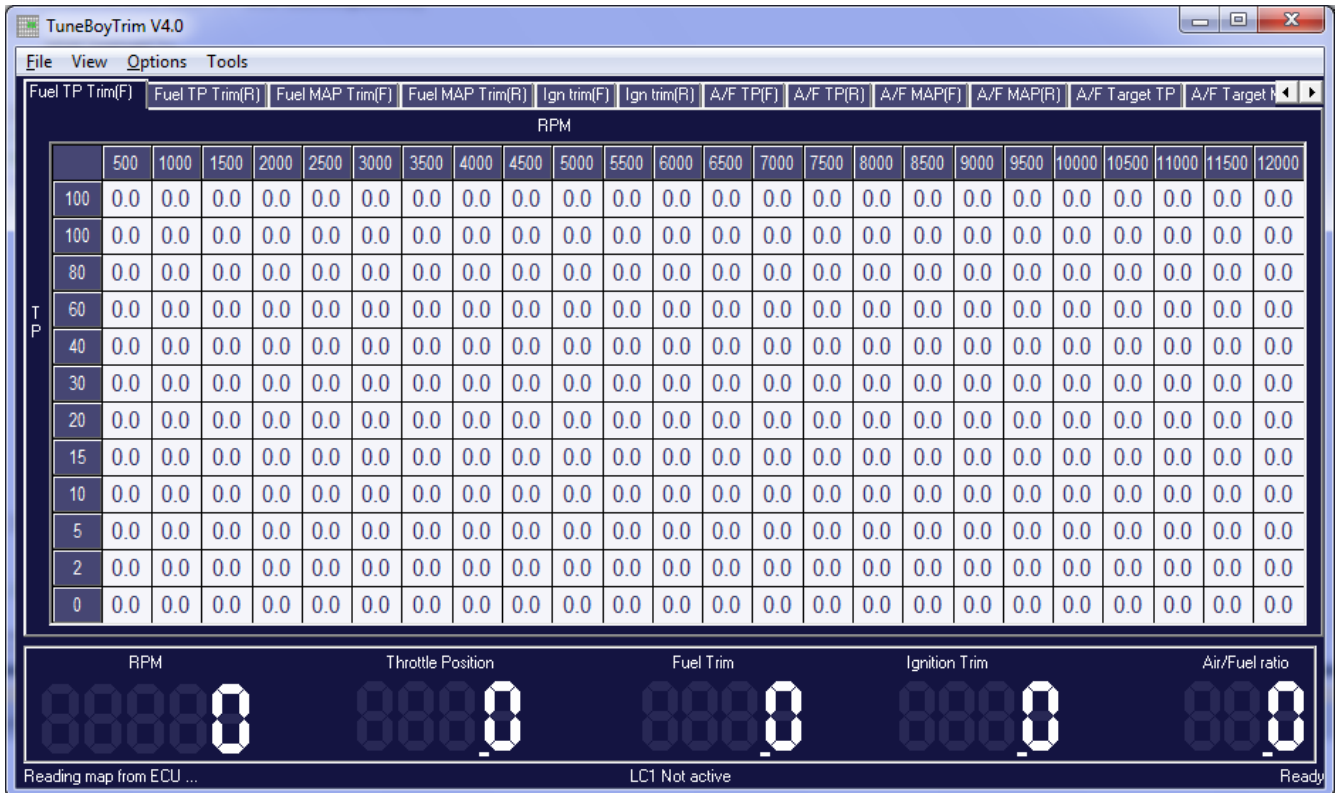 TuneBoyTrim V4.0
File View Options Tools
Fuel TP Trim(F) Fuel TP Trim(R) Fuel MAP Trim(F) Fuel MAP Trim(R) Ign trim(F) Ign trim(R) A/F TP(F) A/F TP(R) A/F MAP(F) A/F MAP(R) A/F Target TP A/F Target
RPM
500 1000 1500 2000 2500 3000 3500 4000 4500 5000 5500 6000 6500 7000 7500 8000 8500 9000 9500 10000 10500 11000 11500 12000
100 0.0 0.0 0.0 0.0 0.0 0.0 0.0 0.0 0.0 0.0 0.0 0.0 0.0 0.0 0.0 0.0 0.0 0.0 0.0 0.0 0.0 0.0 0.0 0.0
100 0.0 0.0 0.0 0.0 0.0 0.0 0.0 0.0 0.0 0.0 0.0 0.0 0.0 0.0 0.0 0.0 0.0 0.0 0.0 0.0 0.0 0.0 0.0 0.0
80 0.0 0.0 0.0 0.0 0.0 0.0 0.0 0.0 0.0 0.0 0.0 0.0 0.0 0.0 0.0 0.0 0.0 0.0 0.0 0.0 0.0 0.0 0.0 0.0
TP 60 0.0 0.0 0.0 0.0 0.0 0.0 0.0 0.0 0.0 0.0 0.0 0.0 0.0 0.0 0.0 0.0 0.0 0.0 0.0 0.0 0.0 0.0 0.0 0.0
40 0.0 0.0 0.0 0.0 0.0 0.0 0.0 0.0 0.0 0.0 0.0 0.0 0.0 0.0 0.0 0.0 0.0 0.0 0.0 0.0 0.0 0.0 0.0 0.0
30 0.0 0.0 0.0 0.0 0.0 0.0 0.0 0.0 0.0 0.0 0.0 0.0 0.0 0.0 0.0 0.0 0.0 0.0 0.0 0.0 0.0 0.0 0.0 0.0
20 0.0 0.0 0.0 0.0 0.0 0.0 0.0 0.0 0.0 0.0 0.0 0.0 0.0 0.0 0.0 0.0 0.0 0.0 0.0 0.0 0.0 0.0 0.0 0.0
15 0.0 0.0 0.0 0.0 0.0 0.0 0.0 0.0 0.0 0.0 0.0 0.0 0.0 0.0 0.0 0.0 0.0 0.0 0.0 0.0 0.0 0.0 0.0 0.0
10 0.0 0.0 0.0 0.0 0.0 0.0 0.0 0.0 0.0 0.0 0.0 0.0 0.0 0.0 0.0 0.0 0.0 0.0 0.0 0.0 0.0 0.0 0.0 0.0
5 0.0 0.0 0.0 0.0 0.0 0.0 0.0 0.0 0.0 0.0 0.0 0.0 0.0 0.0 0.0 0.0 0.0 0.0 0.0 0.0 0.0 0.0 0.0 0.0
2 0.0 0.0 0.0 0.0 0.0 0.0 0.0 0.0 0.0 0.0 0.0 0.0 0.0 0.0 0.0 0.0 0.0 0.0 0.0 0.0 0.0 0.0 0.0 0.0
0 0.0 0.0 0.0 0.0 0.0 0.0 0.0 0.0 0.0 0.0 0.0 0.0 0.0 0.0 0.0 0.0 0.0 0.0 0.0 0.0 0.0 0.0 0.0 0.0
RPM Throttle Position Fuel Trim Ignition Trim Air/Fuel ratio
0 .0 .0 .0 .0
Reading map from ECU ... LC1 Not active Ready